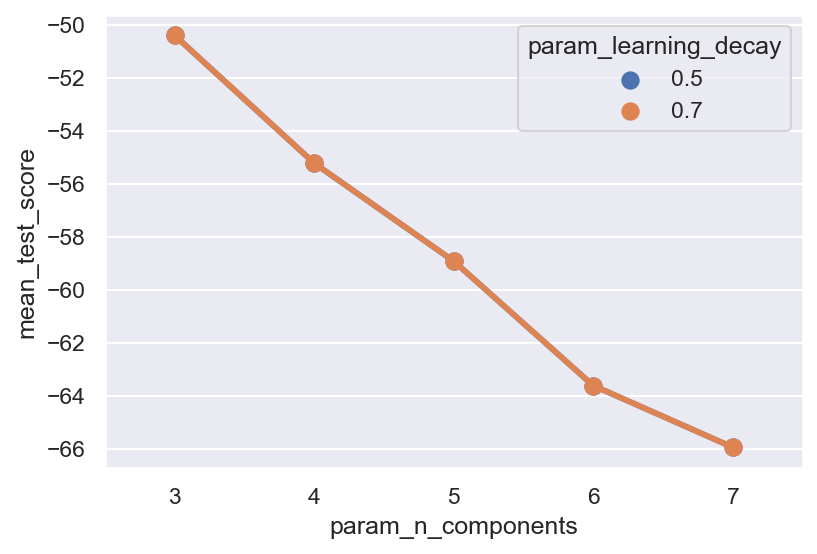 −50
−52
−54
−56
−58
−60
−62
−64
−66
mean_test_score
param_learning_decay
0.5
0.7
3 4 5 6 7
param_n_components